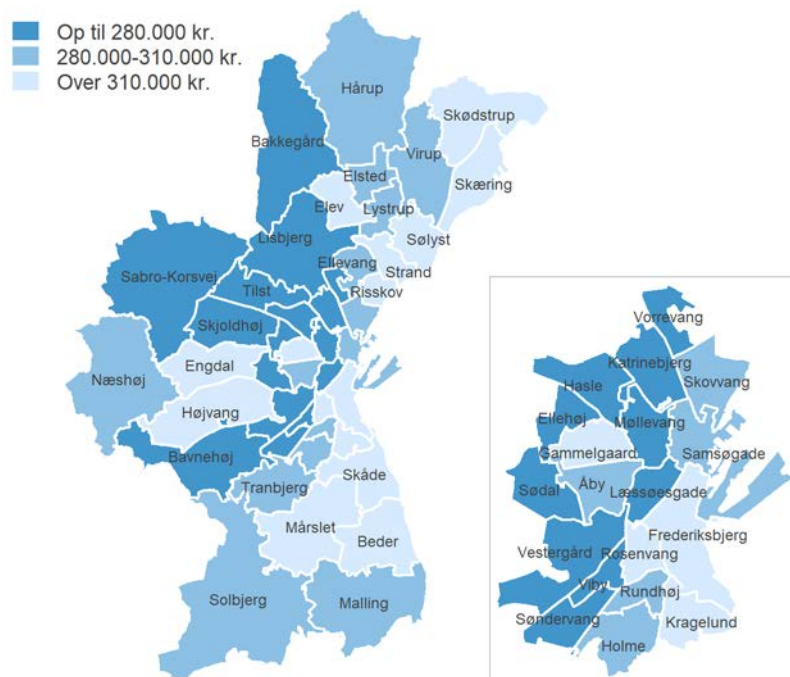 Op til 280.000 kr.
280.000-310.000 kr.
Over 310.000 kr.
Hårup
Skødstrup
Bakkegård
Virup
Elsted
Skæring
Elev
Lystrup
Lisbjerg
Sølyst
Ellevang
Sabro-Korsvej
Strand
Tilst
Risskov
Skjoldhøj
Engdal
Næshøj
Højvang
Bavnehøj
Skåde
Tranbjerg
Mårslet
Beder
Solbjerg
Malling
Vorrevang
Katrinebjerg
Hasle
Skovvang
Ellehøj
Møllevang
Gammelgaard
Samsøgade
Sødal
Åby
Læssøesgade
Frederiksbjerg
Vestergård
Rosenvang
Viby
Rundhøj
Søndervang
Kragelund
Holme